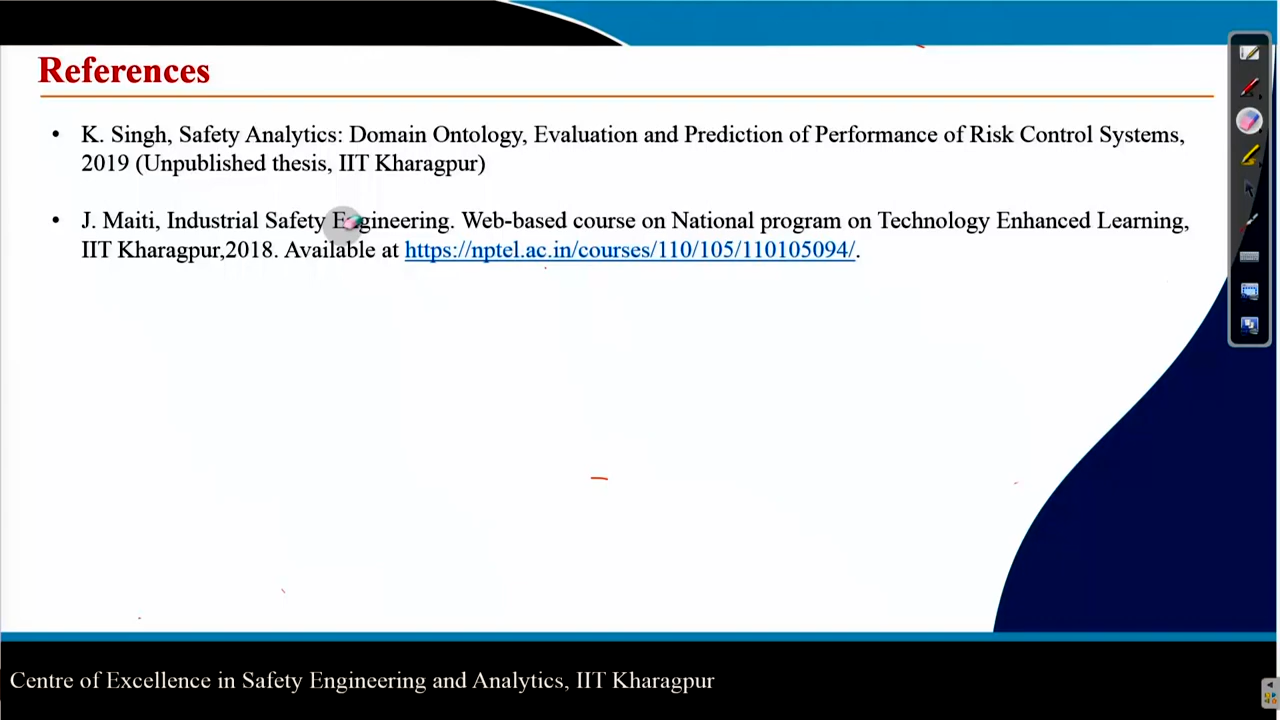 References
• K. Singh, Safety Analytics: Domain Ontology, Evaluation and Prediction of Performance of Risk Control Systems,
2019 (Unpublished thesis, IIT Kharagpur)
• J. Maiti, Industrial Safety Engineering. Web-based course on National program on Technology Enhanced Learning,
IIT Kharagpur,2018. Available at https://nptel.ac.in/courses/110/105/110105094/.
Centre of Excellence in Safety Engineering and Analytics, IIT Kharagpur